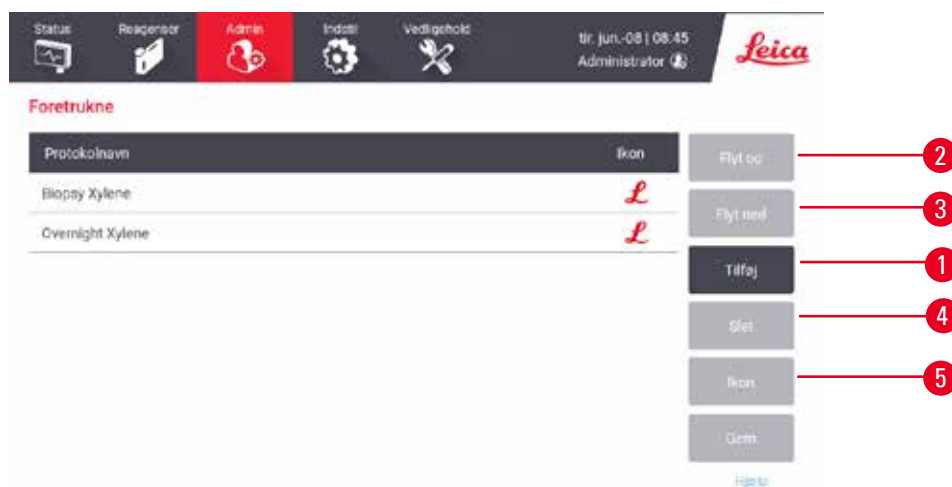 Status Reagenser Admin Indstil Vedligehold tir. jun.-08 | 08:45
Administrator
Leica
Foretrukne
Protokolnavn Ikon
Biopsy Xylene
Overnight Xylene
Flyt op 2
Flyt ned 3
Tilføj 1
Slet 4
Ikon 5
Gem
Hjælp